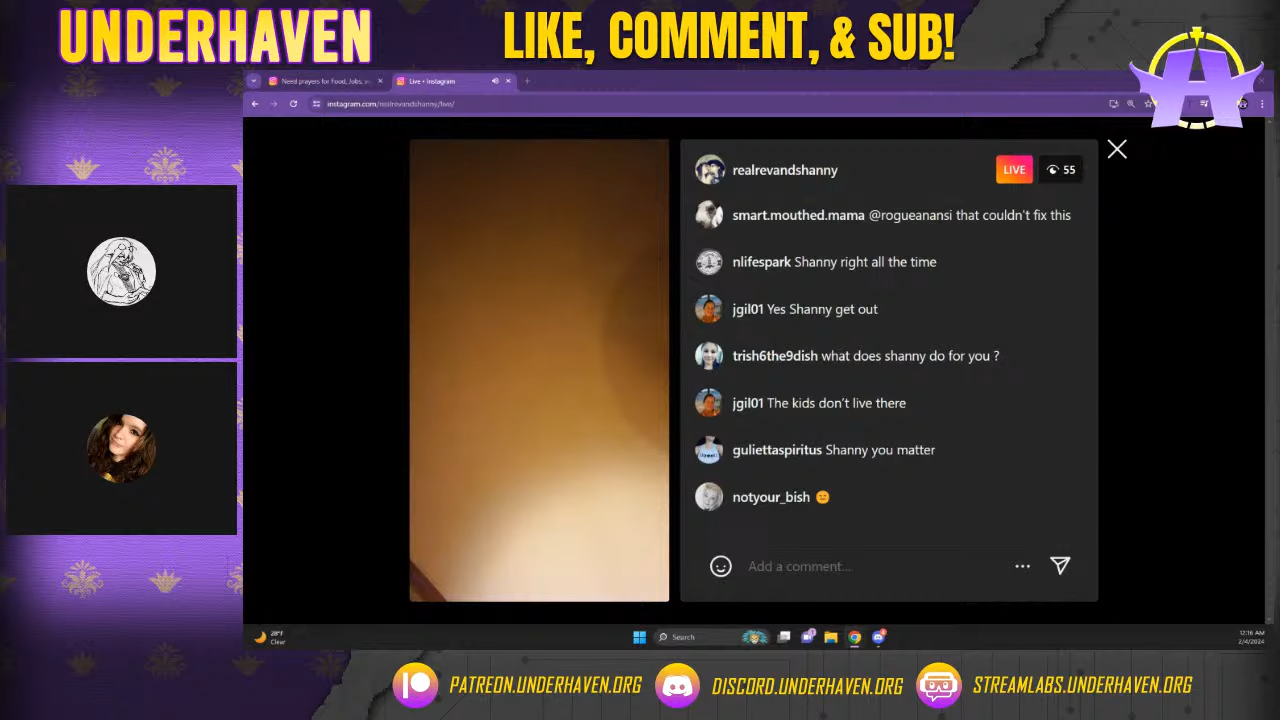 UNDERHAVEN
LIKE, COMMENT, & SUB!
Need prayers for Food, Jobs,
Live • Instagram
instagram.com/realrevandshanny/live/
realrevandshanny
LIVE
55
smart.mouthed.mama @rogueanansi that couldn't fix this
nlifespark Shanny right all the time
jgil01 Yes Shanny get out
trish6the9dish what does shanny do for you ?
jgil01 The kids don't live there
guliettaspiritus Shanny you matter
notyour_bish 😑
Add a comment...
28°F
Clear
Search
12:16 AM
2/4/2024
PATREON.UNDERHAVEN.ORG
DISCORD.UNDERHAVEN.ORG
STREAMLABS.UNDERHAVEN.ORG